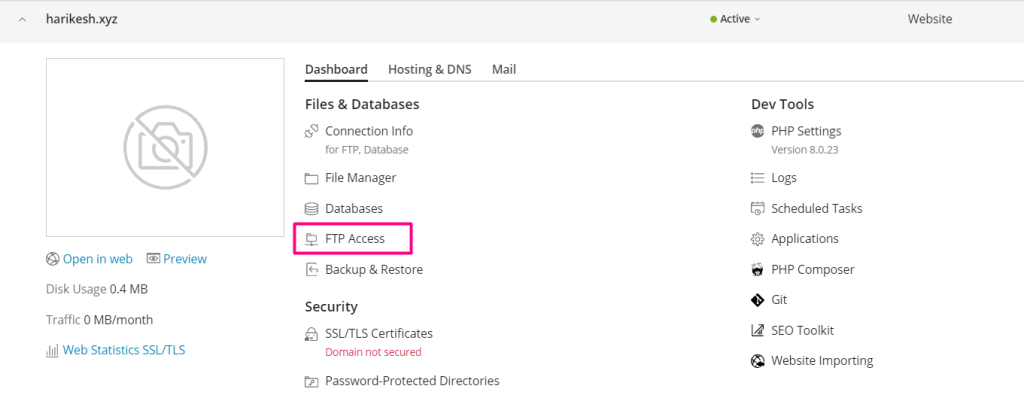 harikesh.xyz
Active
Website
Dashboard
Hosting & DNS
Mail
Files & Databases
Connection Info
for FTP, Database
File Manager
Databases
FTP Access
Backup & Restore
Security
SSL/TLS Certificates
Domain not secured
Password-Protected Directories
Dev Tools
php
PHP Settings
Version 8.0.23
Logs
Scheduled Tasks
Applications
PHP Composer
Git
SEO Toolkit
Website Importing
Open in web
Preview
Disk Usage 0.4 MB
Traffic 0 MB/month
Web Statistics SSL/TLS